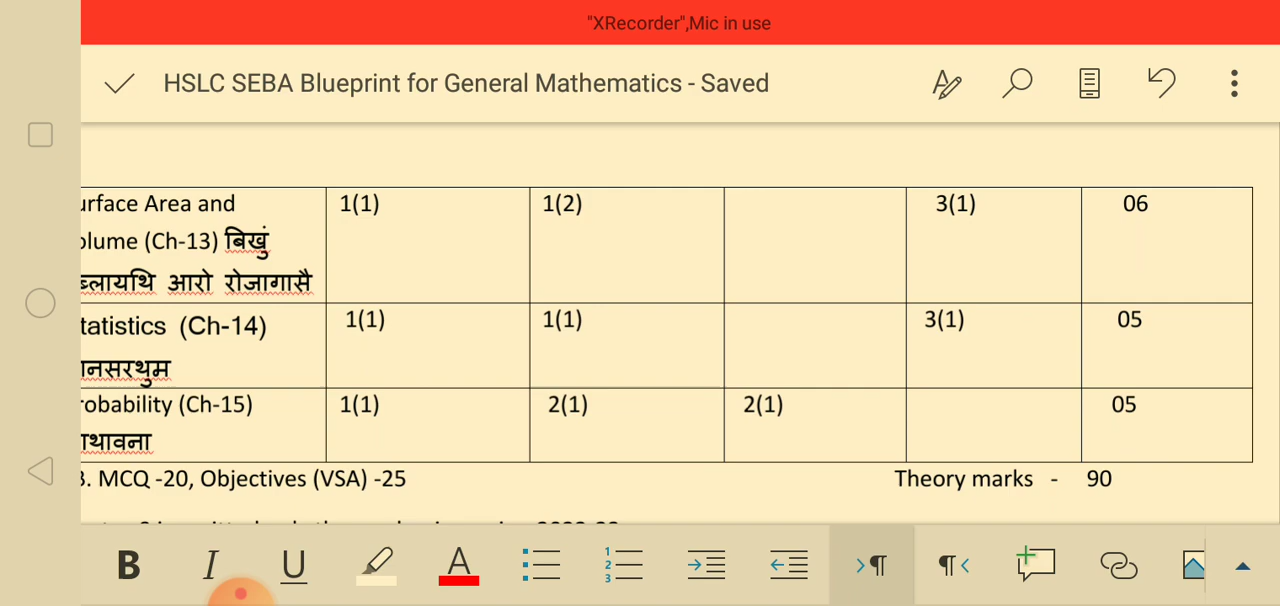 "XRecorder",Mic in use
HSLC SEBA Blueprint for General Mathematics - Saved
urface Area and 1(1) 1(2) 3(1) 06
olume (Ch-13) बिखुं
ब्लायथि आरो रोजागासै
tatistics (Ch-14) 1(1) 1(1) 3(1) 05
नसरथुम
robability (Ch-15) 1(1) 2(1) 2(1) 05
थावना
3. MCQ -20, Objectives (VSA) -25 Theory marks - 90
B I U A